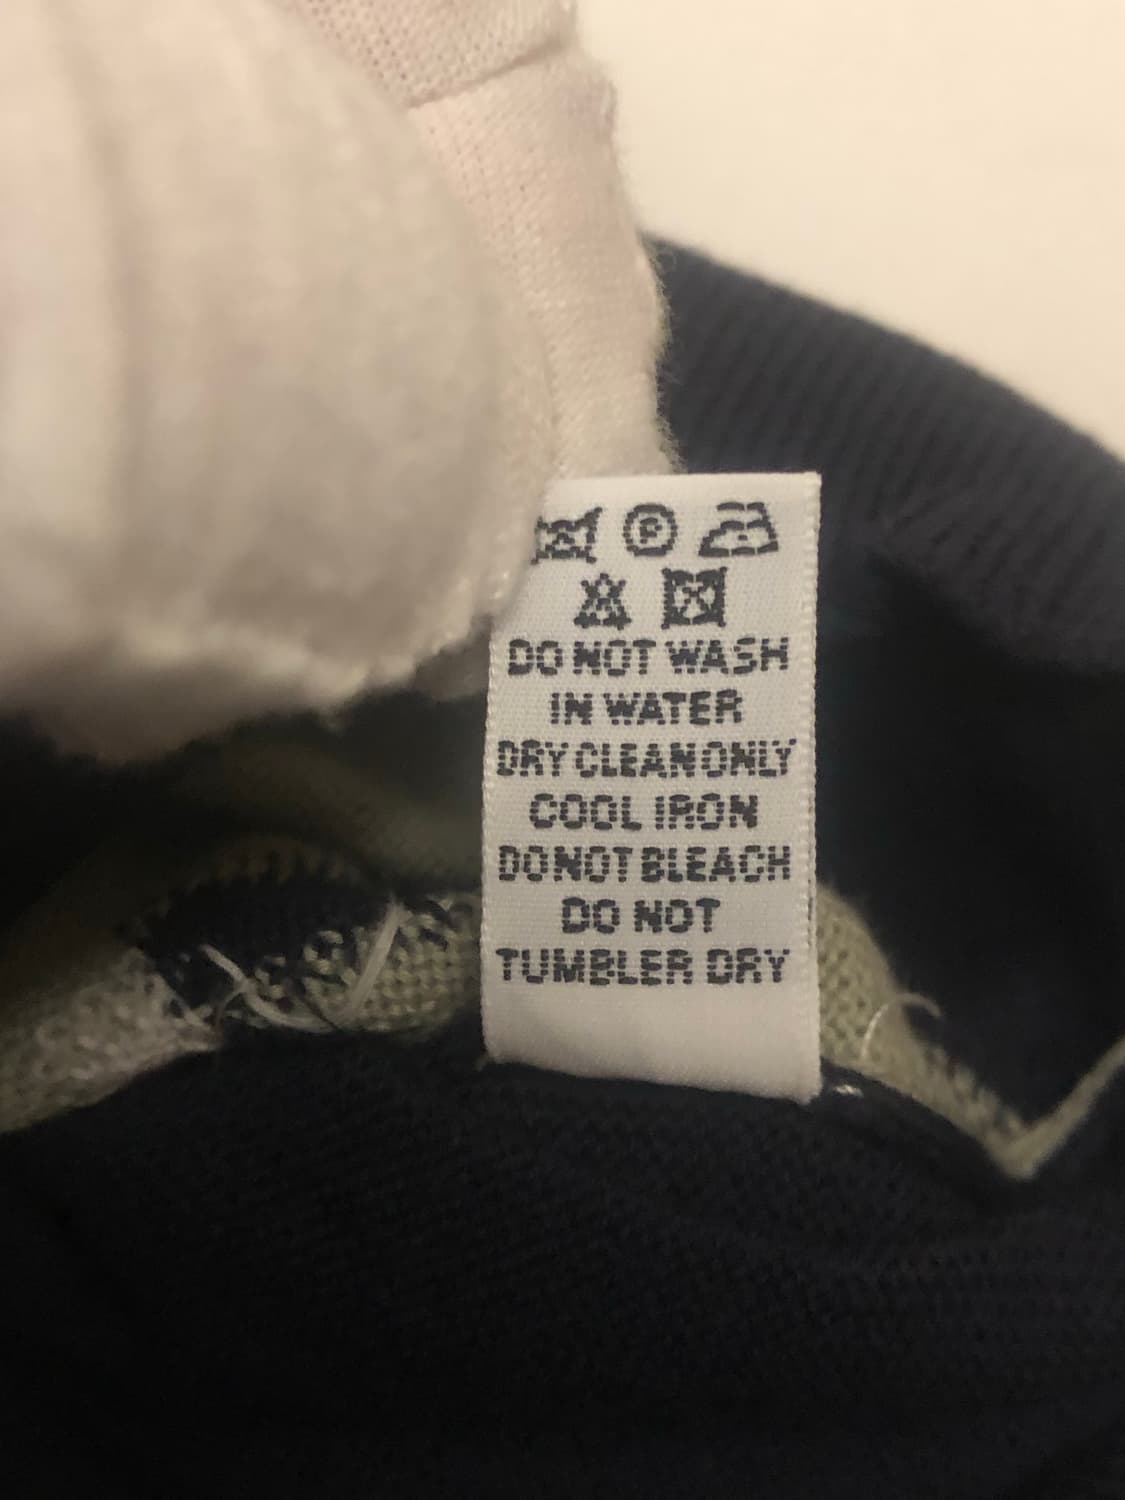 P
DO NOT WASH
IN WATER
DRY CLEAN ONLY
COOL IRON
DO NOT BLEACH
DO NOT
TUMBLER DRY